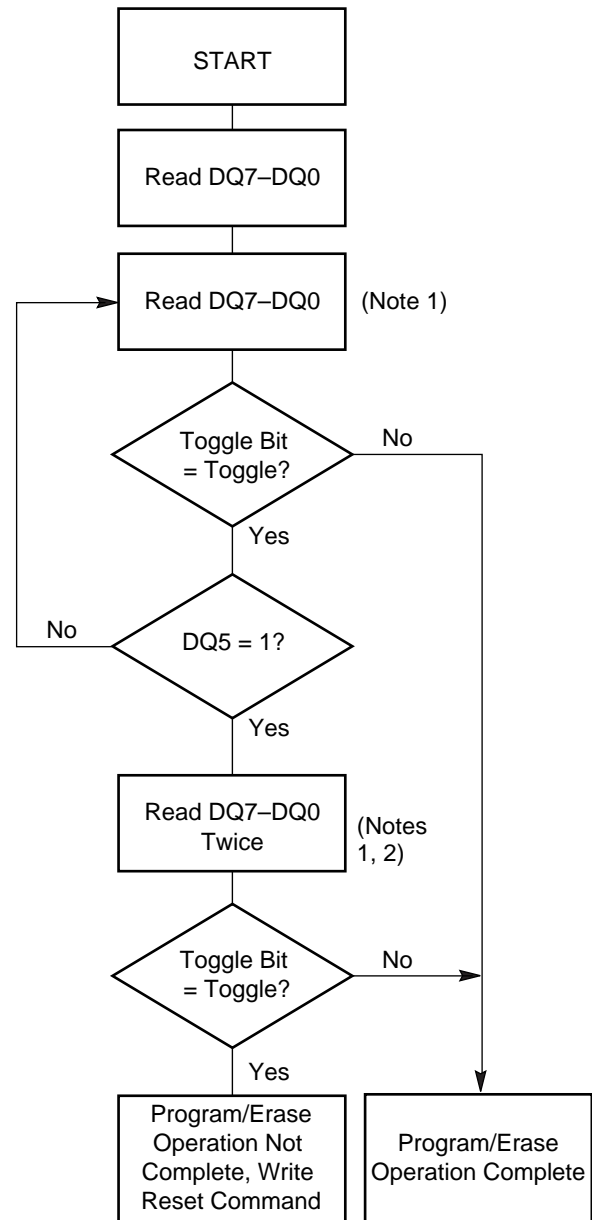 START
Read DQ7–DQ0
Read DQ7–DQ0
(Note 1)
Toggle Bit
= Toggle?
No
Yes
No
DQ5 = 1?
Yes
Read DQ7–DQ0
Twice
(Notes
1, 2)
Toggle Bit
= Toggle?
No
Yes
Program/Erase
Operation Not
Complete, Write
Reset Command
Program/Erase
Operation Complete